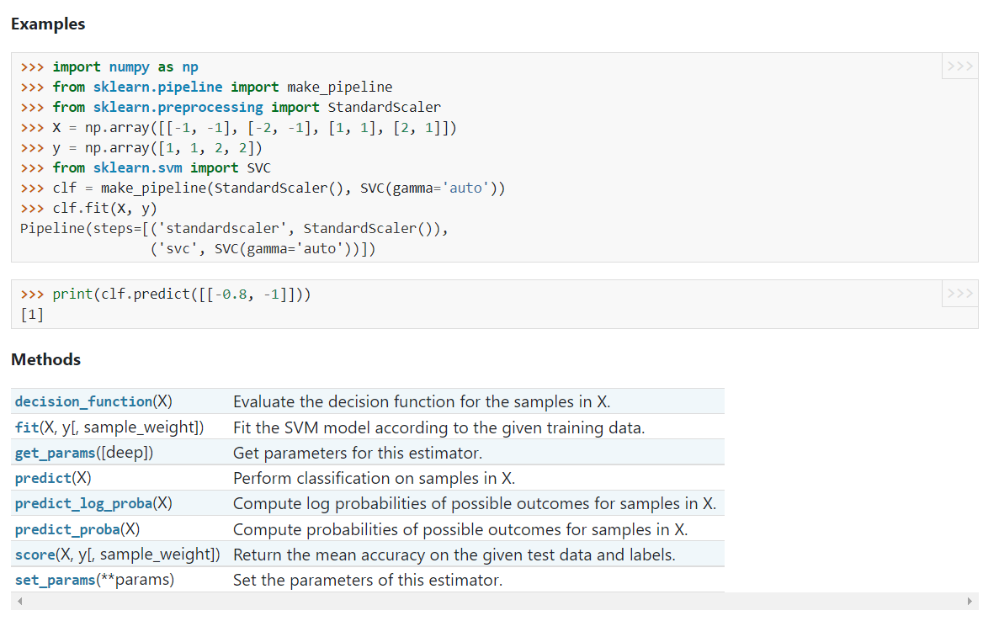 Examples
>>> import numpy as np
>>> from sklearn.pipeline import make_pipeline
>>> from sklearn.preprocessing import StandardScaler
>>> X = np.array([[-1, -1], [-2, -1], [1, 1], [2, 1]])
>>> y = np.array([1, 1, 2, 2])
>>> from sklearn.svm import SVC
>>> clf = make_pipeline(StandardScaler(), SVC(gamma='auto'))
>>> clf.fit(X, y)
Pipeline(steps=[('standardscaler', StandardScaler()),
                ('svc', SVC(gamma='auto'))])
>>>
>>> print(clf.predict([[-0.8, -1]]))
[1]
>>>
Methods
decision_function(X) Evaluate the decision function for the samples in X.
fit(X, y[, sample_weight]) Fit the SVM model according to the given training data.
get_params([deep]) Get parameters for this estimator.
predict(X) Perform classification on samples in X.
predict_log_proba(X) Compute log probabilities of possible outcomes for samples in X.
predict_proba(X) Compute probabilities of possible outcomes for samples in X.
score(X, y[, sample_weight]) Return the mean accuracy on the given test data and labels.
set_params(**params) Set the parameters of this estimator.